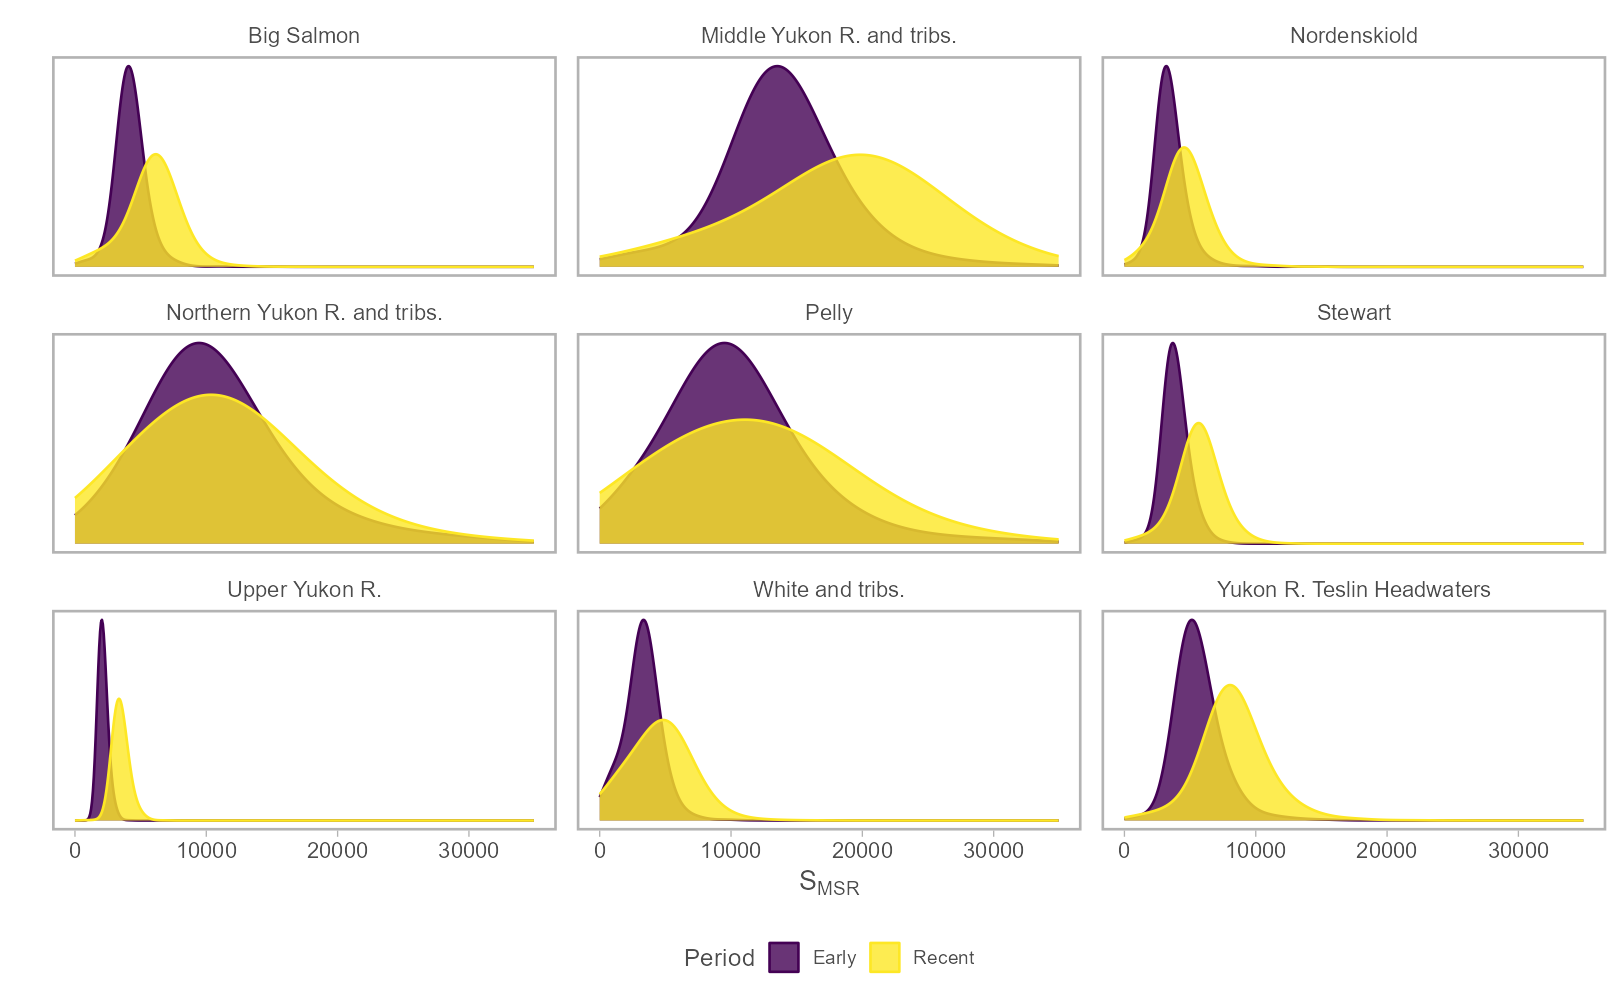 Big Salmon
Middle Yukon R. and tribs.
Nordenskiold
Northern Yukon R. and tribs.
Pelly
Stewart
Upper Yukon R.
White and tribs.
Yukon R. Teslin Headwaters
0 10000 20000 30000
0 10000 20000 30000
0 10000 20000 30000
SMSR
Period Early Recent